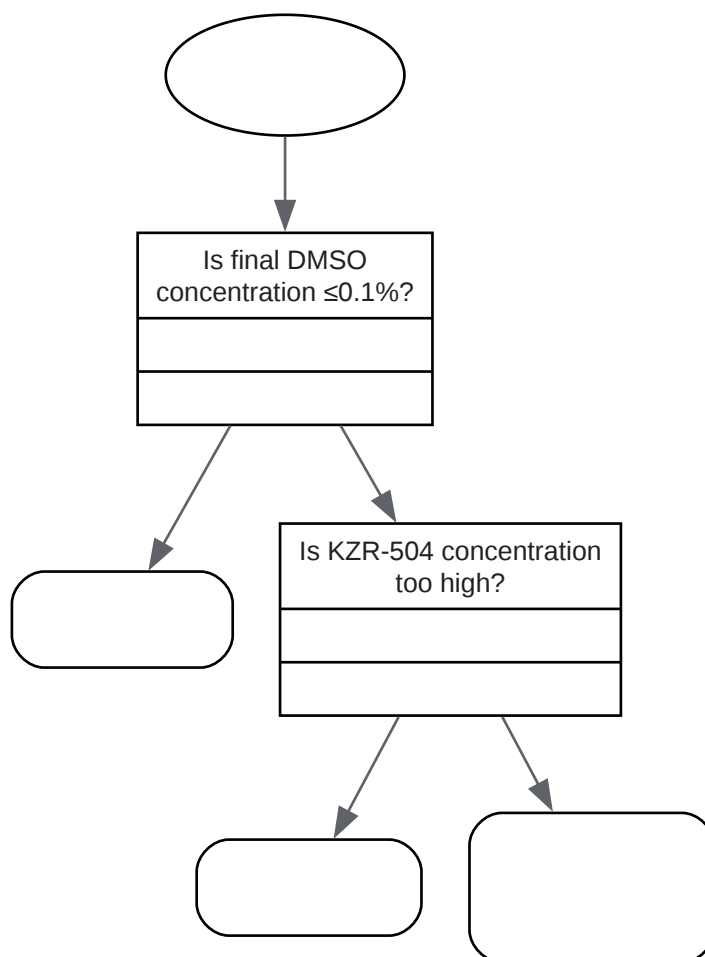 Is final DMSO
concentration ≤0.1%?
Is KZR-504 concentration
too high?